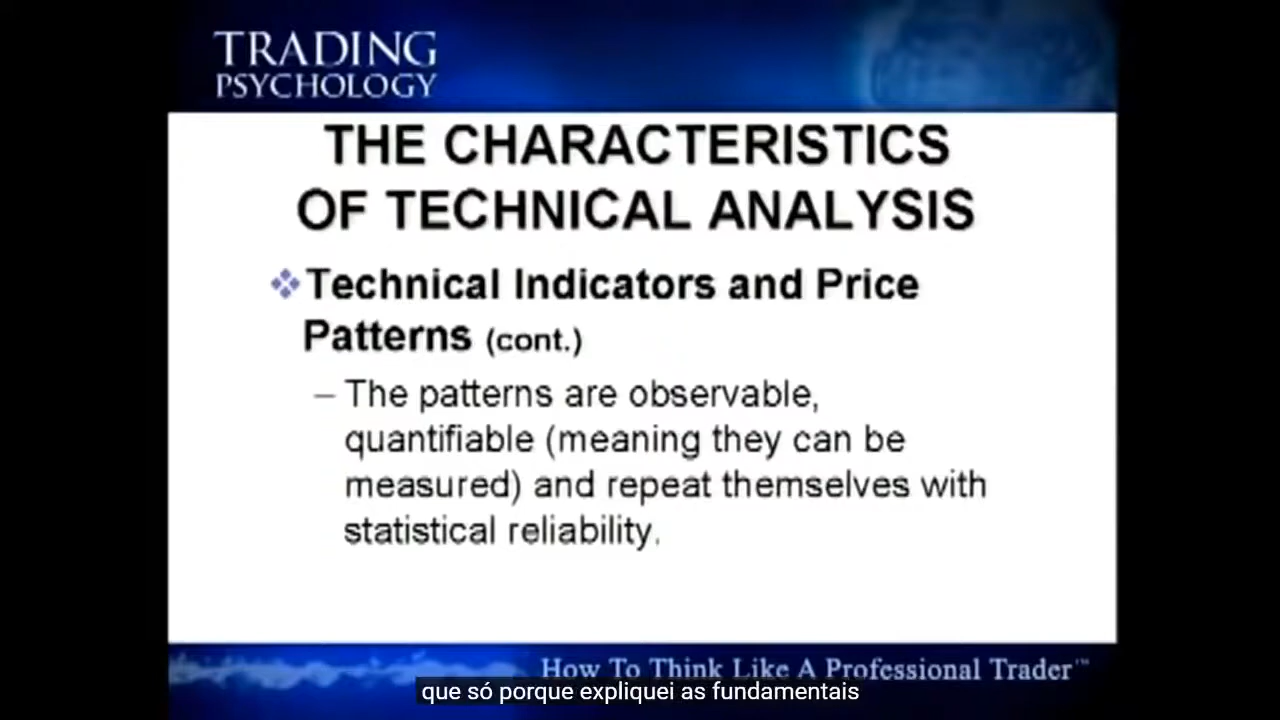 TRADING
PSYCHOLOGY
THE CHARACTERISTICS
OF TECHNICAL ANALYSIS
Technical Indicators and Price
Patterns (cont.)
– The patterns are observable,
quantifiable (meaning they can be
measured) and repeat themselves with
statistical reliability.
How To Think Like A Professional Trader™
que só porque expliquei as fundamentais